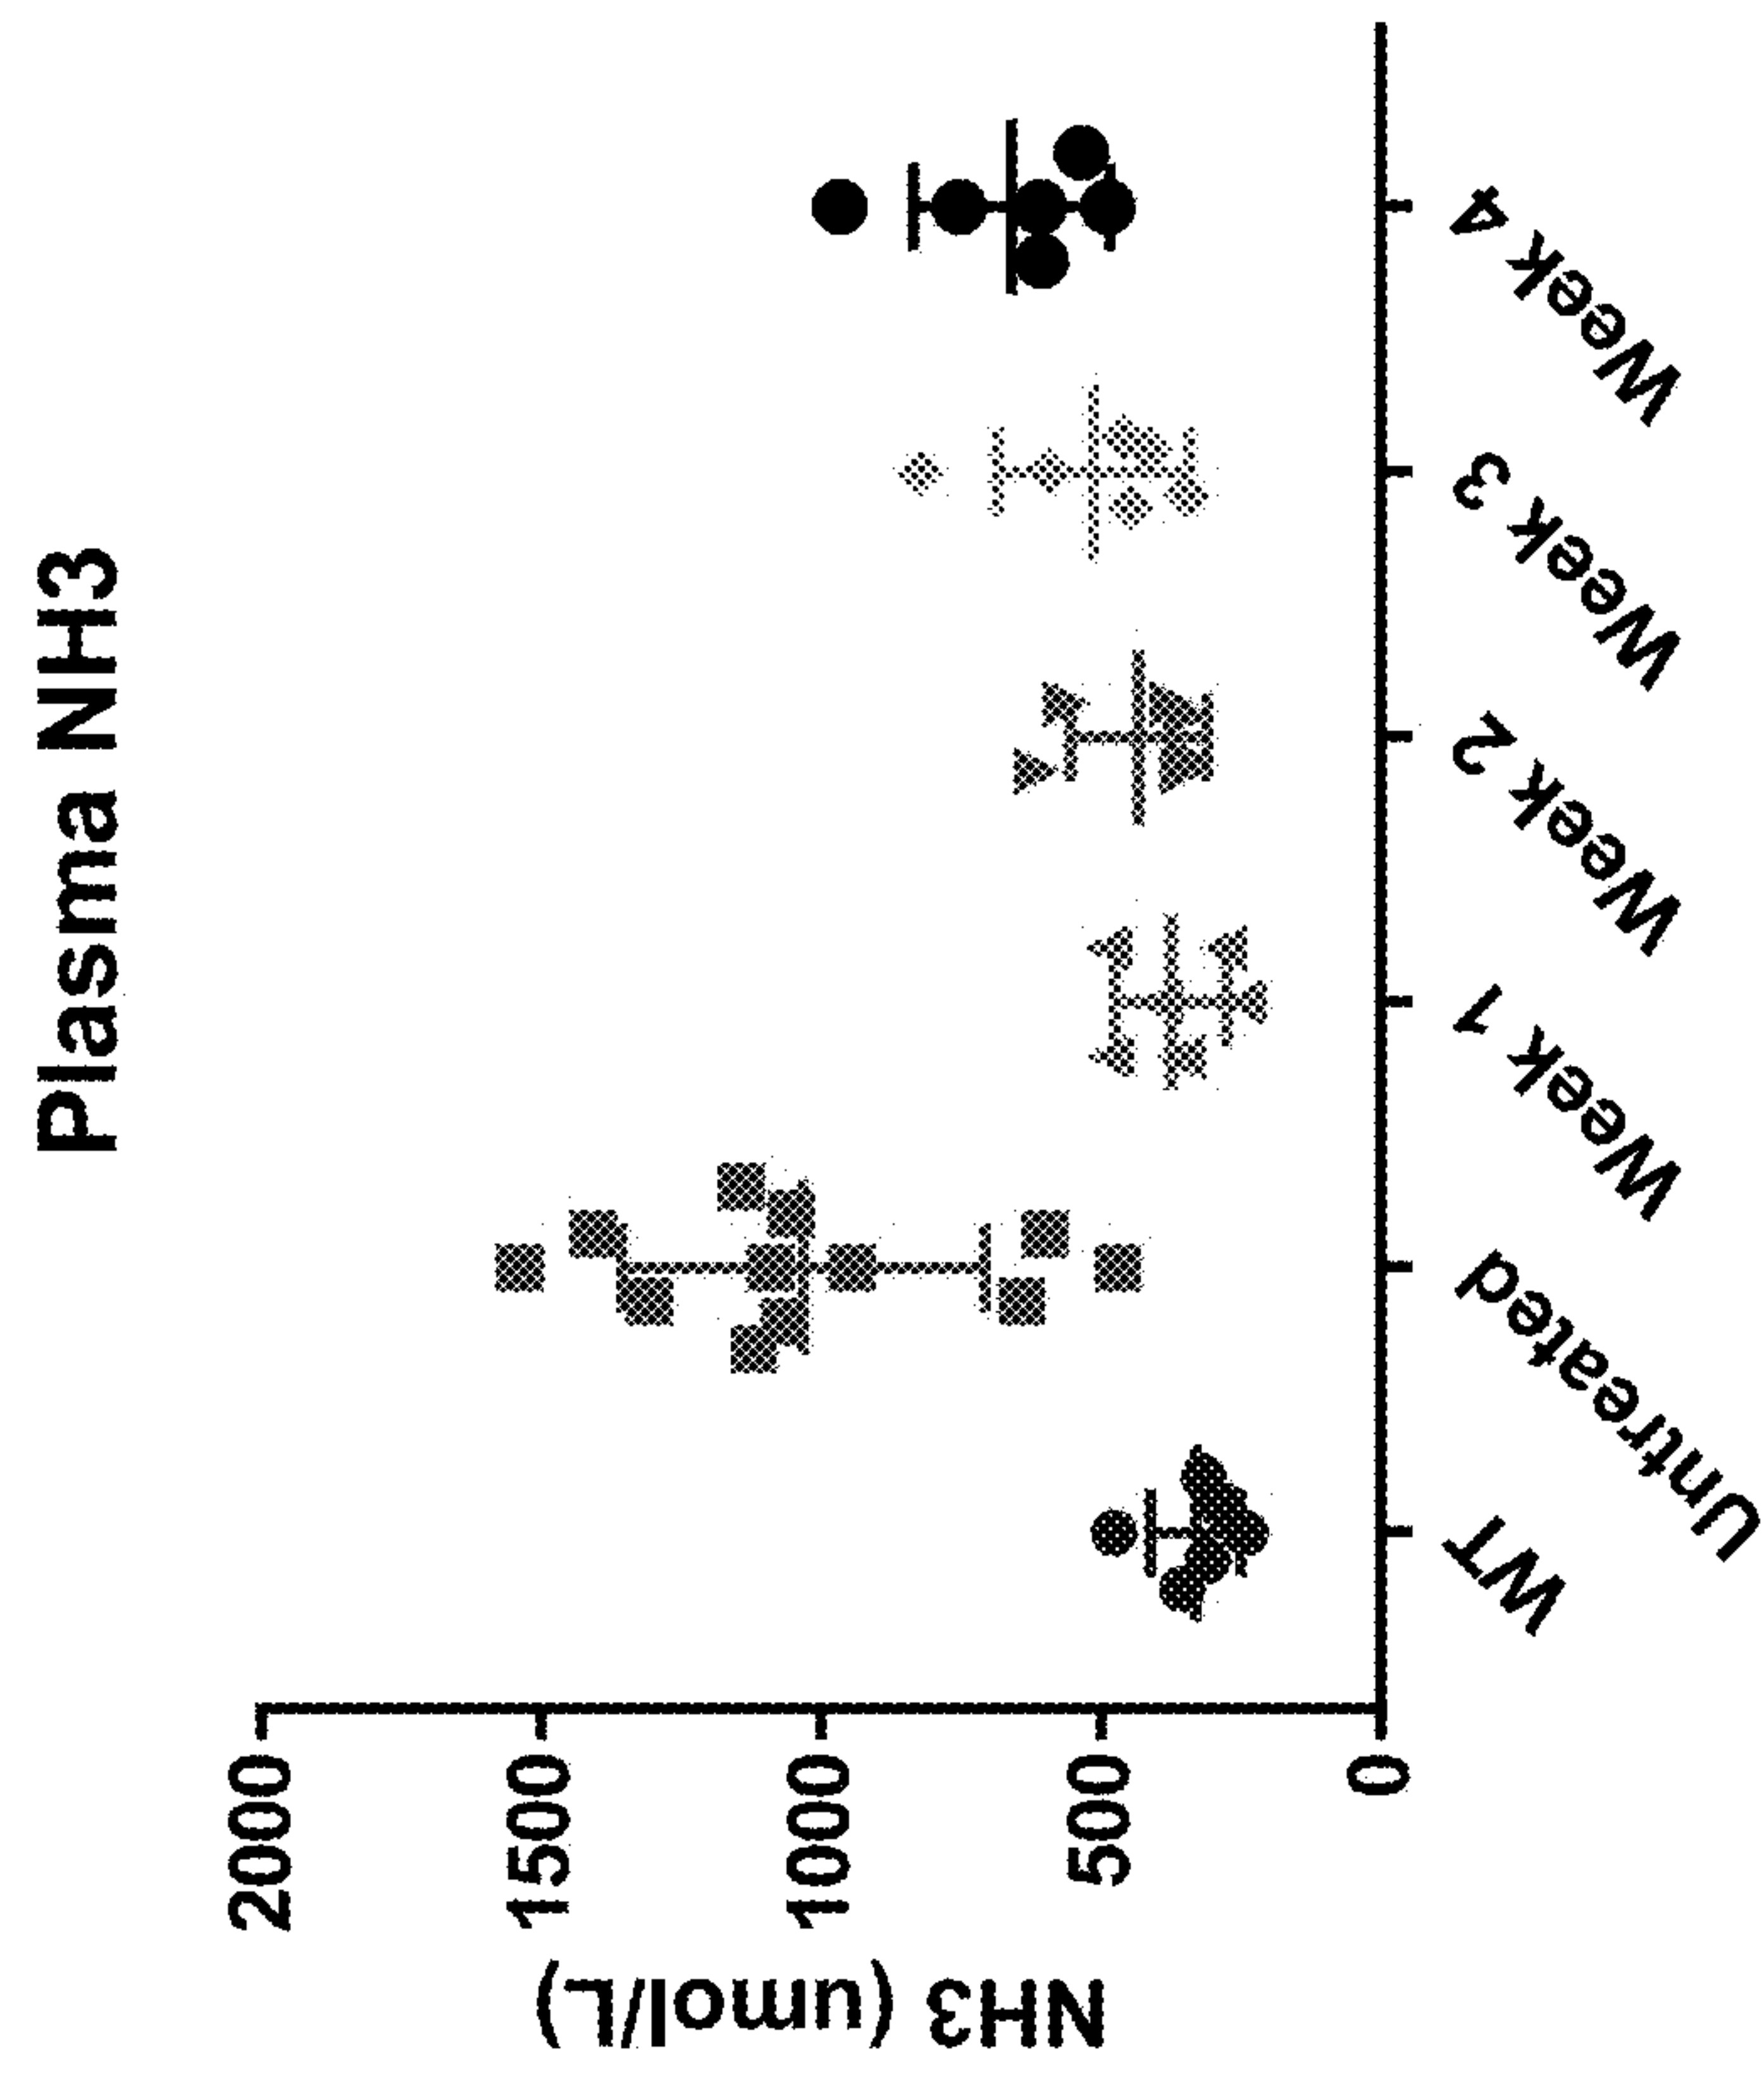 Plasma NH3
NH3 (umol/L)
2000
1500
1000
500
0
WT
Untreated
Week 1
Week 2
Week 3
Week 4